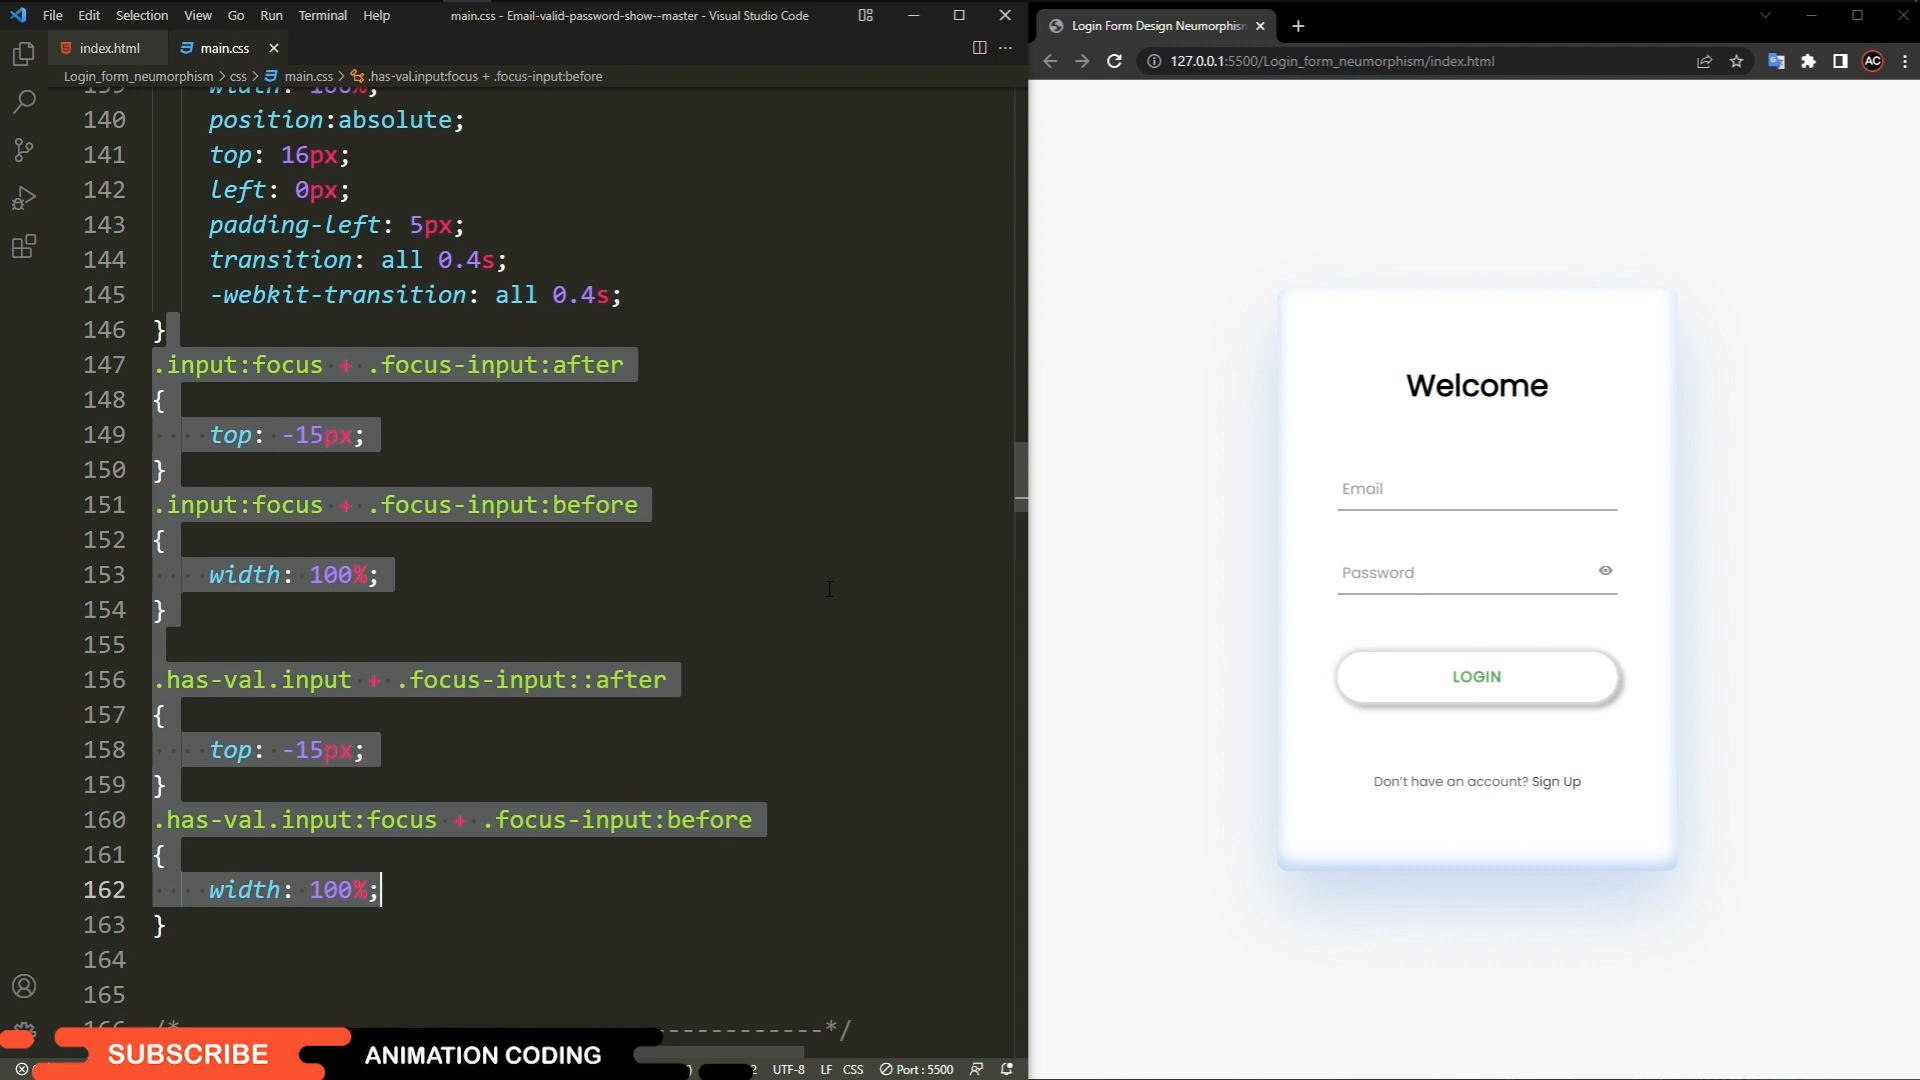 File Edit Selection View Go Run Terminal Help
main.css - Email-valid-password-show--master - Visual Studio Code
index.html
main.css
Login_form_neumorphism > css > main.css > .has-val.input:focus + .focus-input:before
139 width: 100%;
140 position:absolute;
141 top: 16px;
142 left: 0px;
143 padding-left: 5px;
144 transition: all 0.4s;
145 -webkit-transition: all 0.4s;
146 }
147 .input:focus + .focus-input:after
148 {
149 top: -15px;
150 }
151 .input:focus + .focus-input:before
152 {
153 width: 100%;
154 }
155
156 .has-val.input + .focus-input::after
157 {
158 top: -15px;
159 }
160 .has-val.input:focus + .focus-input:before
161 {
162 width: 100%;
163 }
164
165
166 /* ------------*/
SUBSCRIBE
ANIMATION CODING
UTF-8 LF CSS Port : 5500
Login Form Design Neumorphism
127.0.0.1:5500/Login_form_neumorphism/index.html
AC
Welcome
Email
Password
LOGIN
Don't have an account? Sign Up